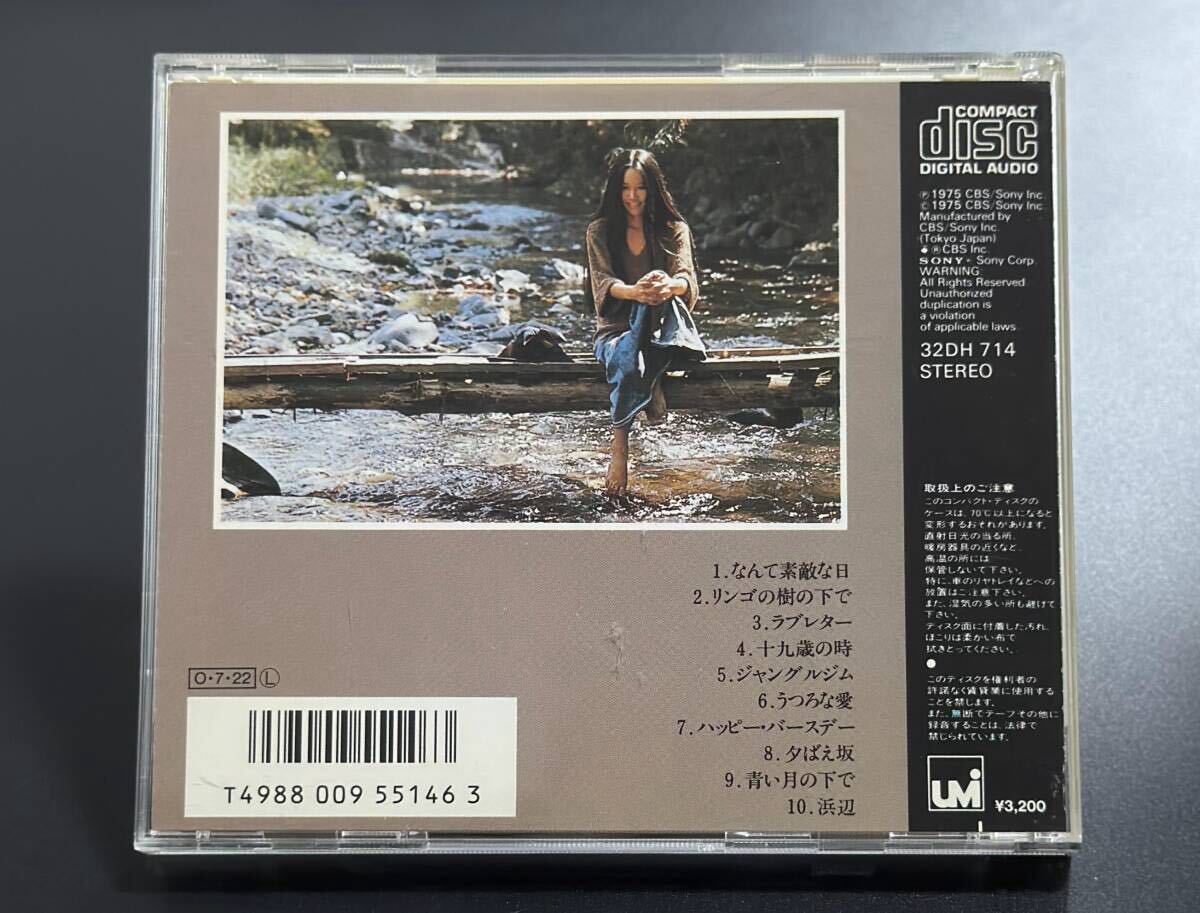 1.なんて素敵な日
2.リンゴの樹の下で
3.ラブレター
4.十九歳の時
5.ジャングルジム
6.うつろな愛
7.ハッピー・バースデー
8.夕ばえ坂
9.青い月の下で
10.浜辺
O・7・22 Ⓛ
T4988 009 55146 3
COMPACT
disc
DIGITAL AUDIO
℗ 1975 CBS/Sony Inc.
© 1975 CBS/Sony Inc.
Manufactured by
CBS/Sony Inc.
(Tokyo Japan)
® CBS Inc.
SONY • Sony Corp.
WARNING:
All Rights Reserved
Unauthorized
duplication is
a violation
of applicable laws.
32DH 714
STEREO
取扱上のご注意
このコンパクト・ディスクの
ケースは、70℃以上になると
変形するおそれがあります。
直射日光の当る所、
暖房器具の近くなど、
高温の所には
保管しないで下さい。
特に、車のリヤトレイなどへの
放置はご注意下さい。
また、湿気の多い所も避けて
下さい。
ディスク面に付着した汚れ、
ほこりは柔かい布で
拭きとってください。
●
このディスクを権利者の
許諾なく賃貸業に使用する
ことを禁じます。
また、無断でテープその他に
録音することは、法律で
禁じられています。
UMI
¥3,200